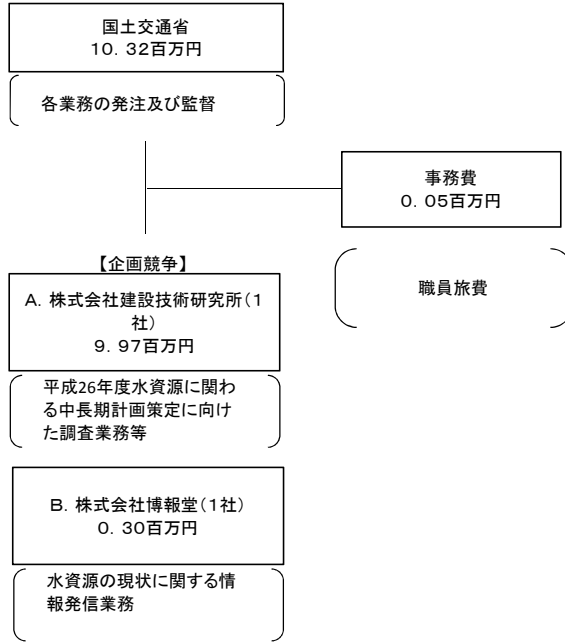 国土交通省
10．32百万円
各業務の発注及び監督
事務費
0．05百万円
職員旅費
【企画競争】
A．株式会社建設技術研究所（1
社）
9．97百万円
平成26年度水資源に関わ
る中長期計画策定に向け
た調査業務等
B．株式会社博報堂（1社）
0．30百万円
水資源の現状に関する情
報発信業務